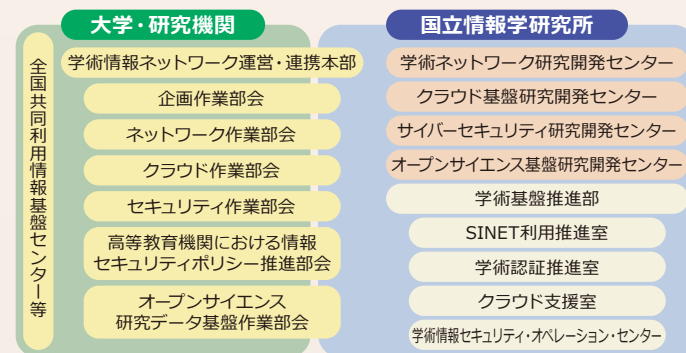 大学・研究機関
全国共同利用情報基盤センター等
学術情報ネットワーク運営・連携本部
企画作業部会
ネットワーク作業部会
クラウド作業部会
セキュリティ作業部会
高等教育機関における情報
セキュリティポリシー推進部会
オープンサイエンス
研究データ基盤作業部会
国立情報学研究所
学術ネットワーク研究開発センター
クラウド基盤研究開発センター
サイバーセキュリティ研究開発センター
オープンサイエンス基盤研究開発センター
学術基盤推進部
SINET利用推進室
学術認証推進室
クラウド支援室
学術情報セキュリティ・オペレーション・センター